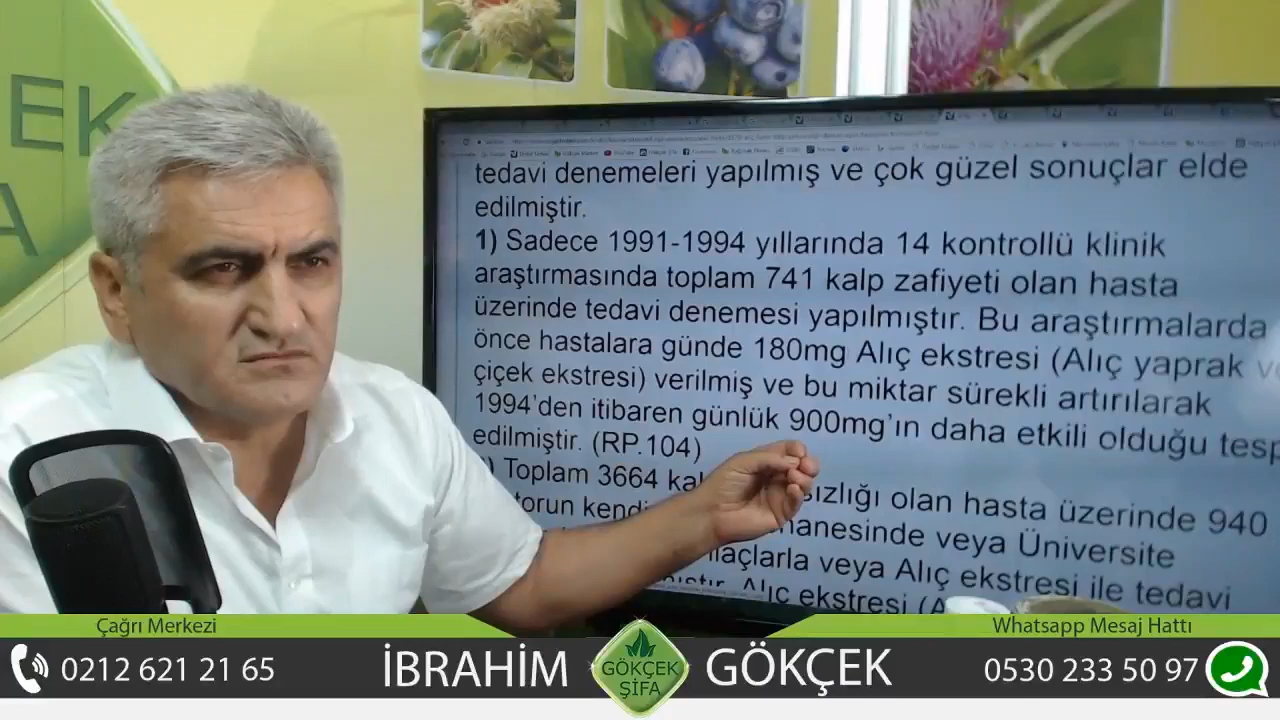 EK
A
tedavi denemeleri yapılmış ve çok güzel sonuçlar elde
edilmiştir.
1) Sadece 1991-1994 yıllarında 14 kontrollü klinik
araştırmasında toplam 741 kalp zafiyeti olan hasta
üzerinde tedavi denemesi yapılmıştır. Bu araştırmalarda
önce hastalara günde 180mg Alıç ekstresi (Alıç yaprak
çiçek ekstresi) verilmiş ve bu miktar sürekli artırılarak
1994'den itibaren günlük 900mg'ın daha etkili olduğu
edilmiştir. (RP.104)
Toplam 3664 olan hasta üzerinde 940
veya Üniversite
veya Alıç ekstresi ile tedavi
Alıç ekstresi
Çağrı Merkezi
Whatsapp Mesaj Hattı
0212 621 21 65
İBRAHİM
GÖKÇEK
ŞİFA
GÖKÇEK
0530 233 50 97